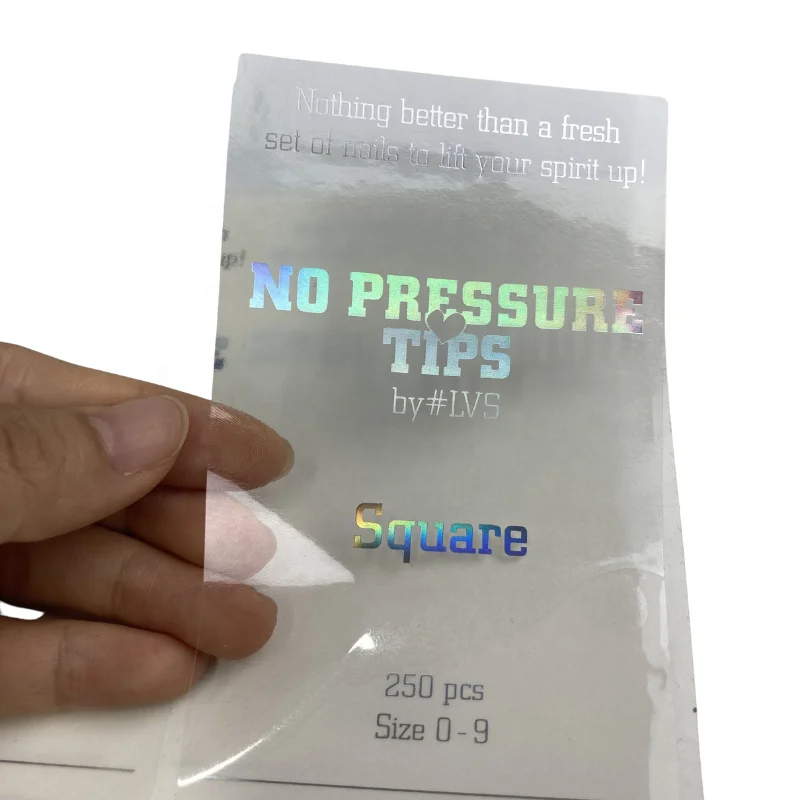 Nothing better than a fresh
set of nails to lift your spirit up!
NO PRESSURE
TIPS
by#LVS
Square
250 pcs
Size 0-9